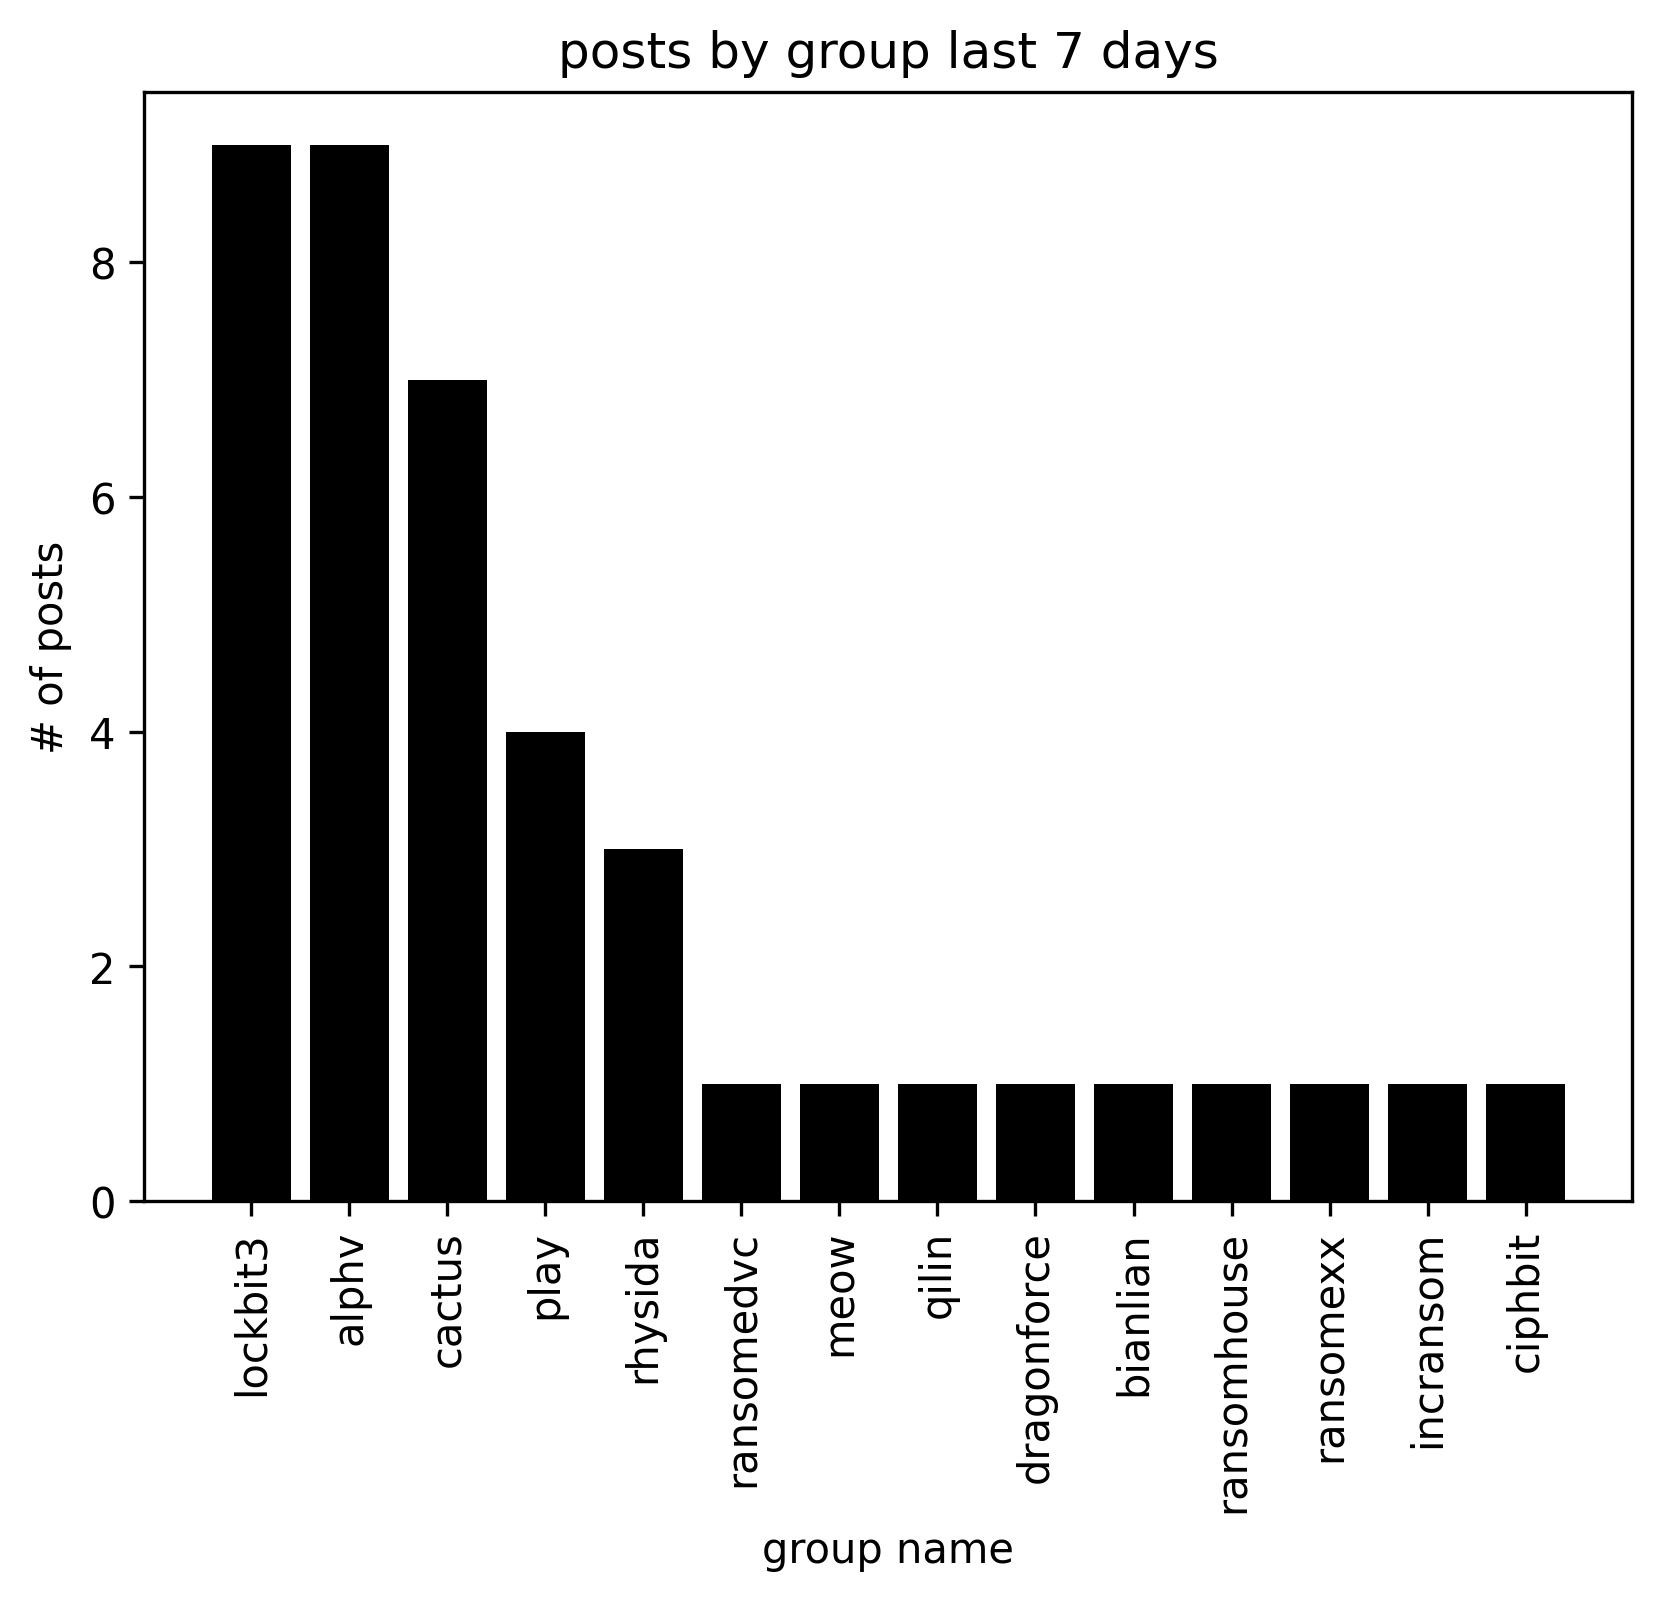 posts by group last 7 days
# of posts
8
6
4
2
0
lockbit3
alphv
cactus
play
rhysida
ransomedvc
meow
qilin
dragonforce
bianlian
ransomhouse
ransomexx
incransom
ciphbit
group name